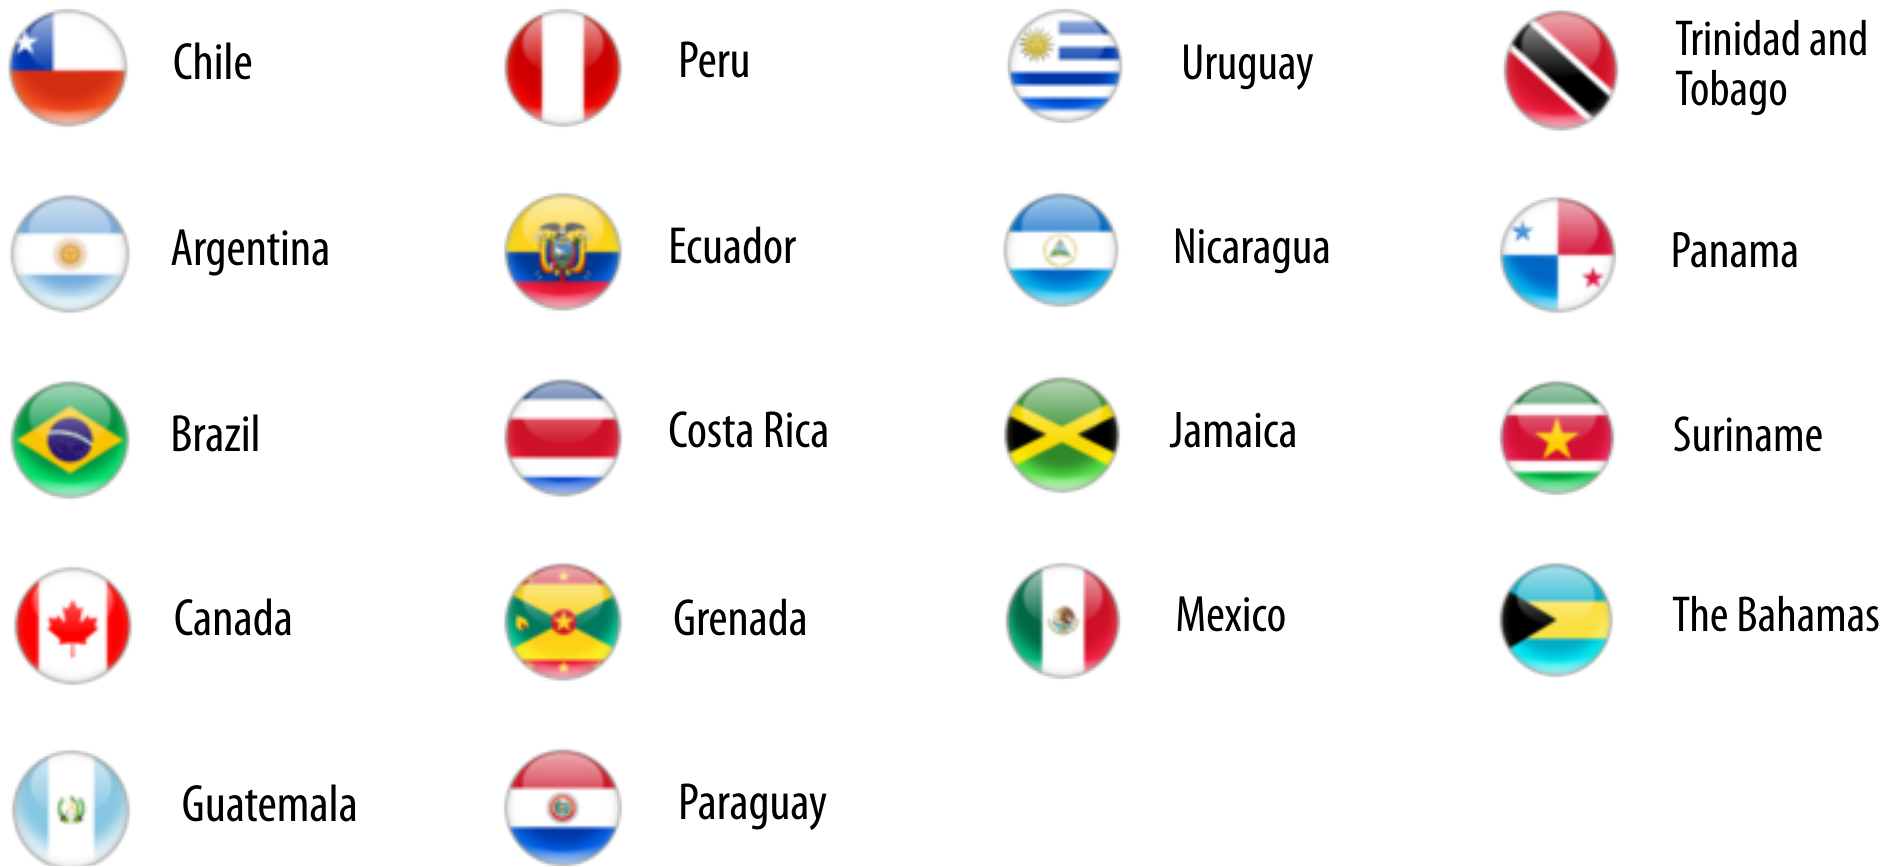 Chile
Peru
Uruguay
Trinidad and
Tobago
Argentina
Ecuador
Nicaragua
Panama
Brazil
Costa Rica
Jamaica
Suriname
Canada
Grenada
Mexico
The Bahamas
Guatemala
Paraguay